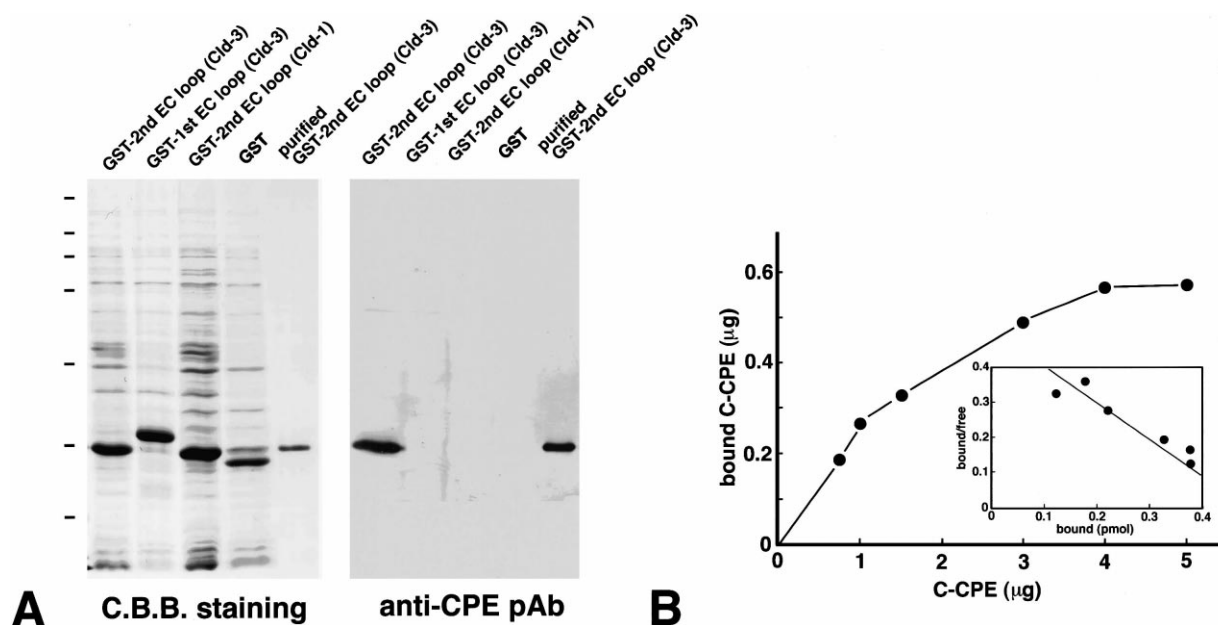 GST-2nd EC loop (Cld-3)
GST-1st EC loop (Cld-3)
GST-2nd EC loop (Cld-1)
GST
purified
GST-2nd EC loop (Cld-3)
GST-2nd EC loop (Cld-3)
GST-1st EC loop (Cld-3)
GST-2nd EC loop (Cld-1)
GST
purified
GST-2nd EC loop (Cld-3)
A
C.B.B. staining
anti-CPE pAb
B
bound C-CPE (µg)
0.6
0.4
0.2
0
0 1 2 3 4 5
C-CPE (µg)
bound/free
0.4
0.3
0.2
0.1
0
0 0.1 0.2 0.3 0.4
bound (pmol)